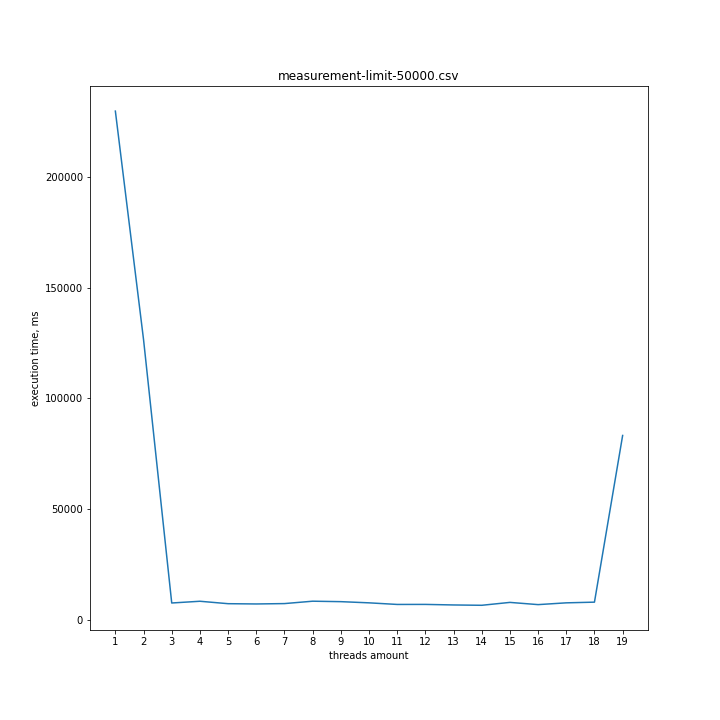 measurement-limit-50000.csv
200000
150000
100000
50000
0
execution time, ms
1 2 3 4 5 6 7 8 9 10 11 12 13 14 15 16 17 18 19
threads amount